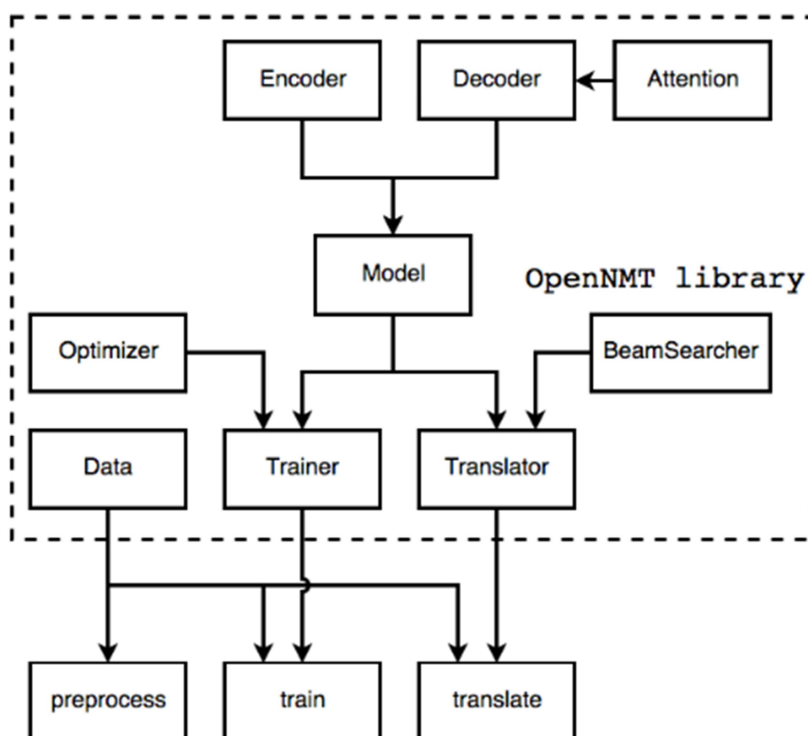 Encoder
Decoder
Attention
Model
OpenNMT library
Optimizer
BeamSearcher
Data
Trainer
Translator
preprocess
train
translate